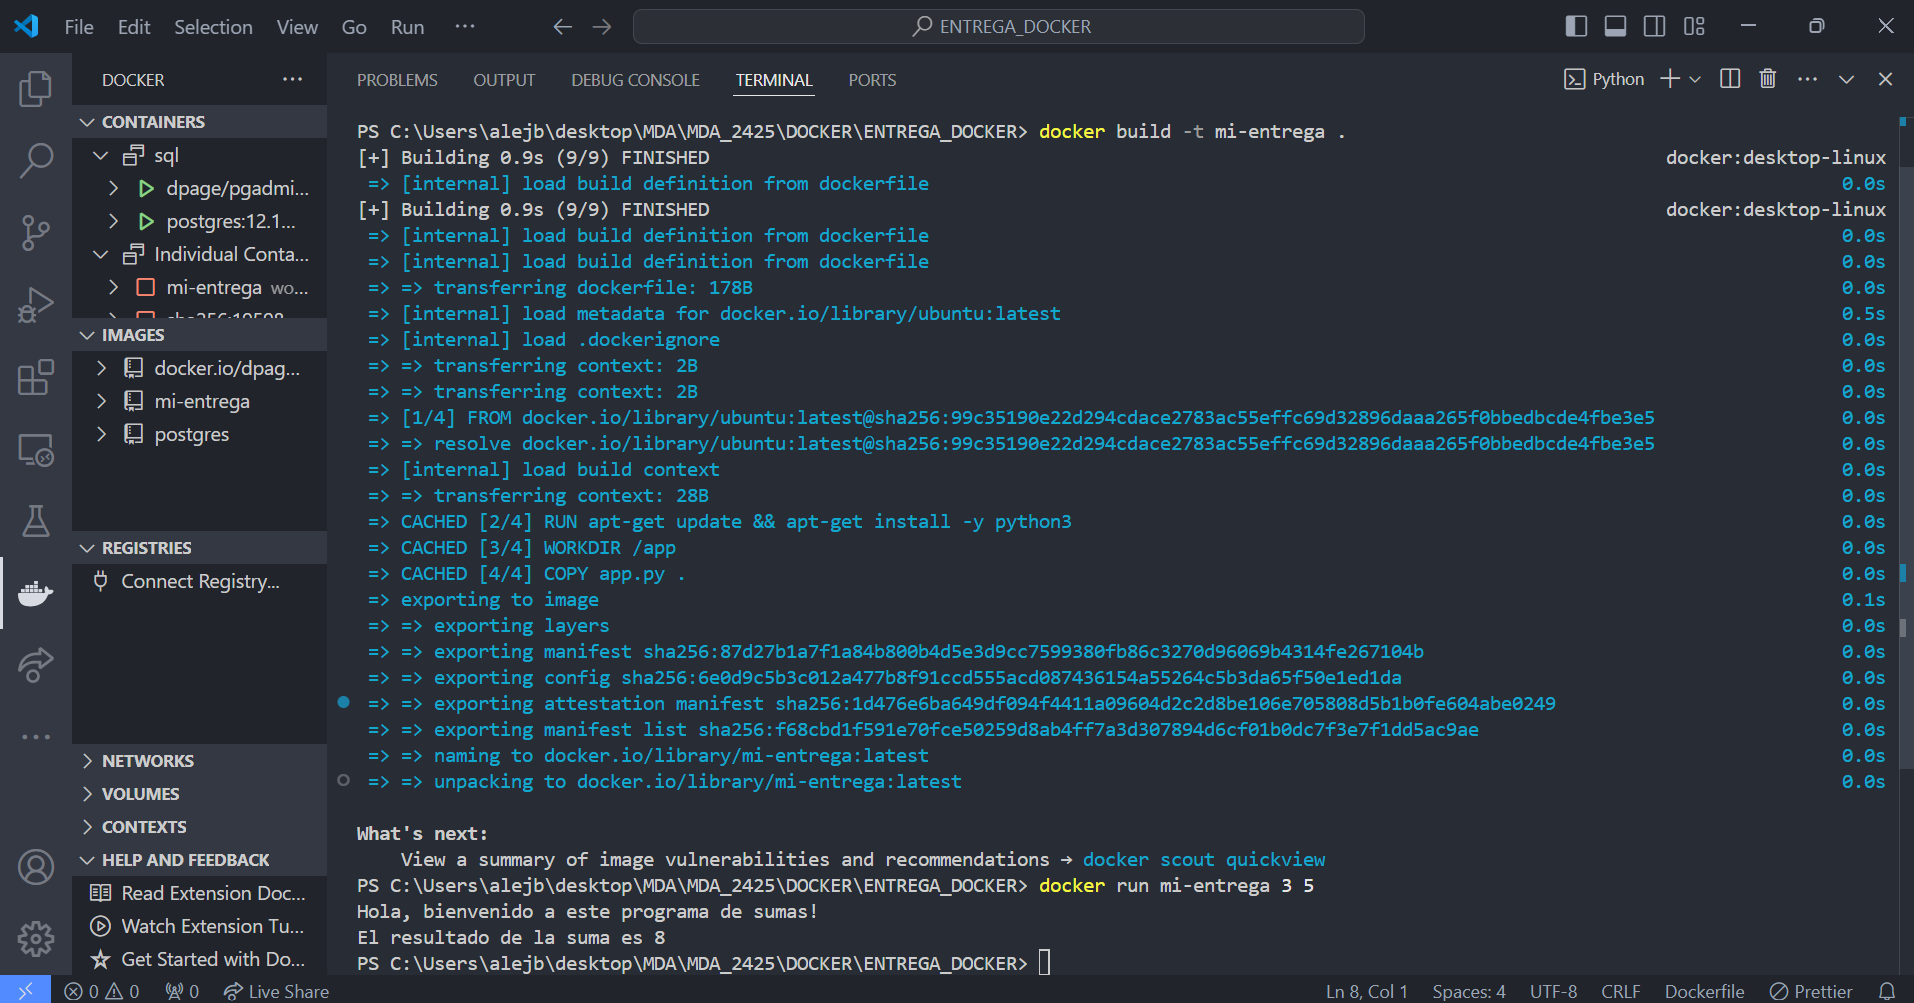 File Edit Selection View Go Run ···
ENTREGA_DOCKER
DOCKER ···
CONTAINERS
sql
dpage/pgadmi...
postgres:12.1...
Individual Conta...
mi-entrega wo...
IMAGES
docker.io/dpag...
mi-entrega
postgres
REGISTRIES
Connect Registry...
NETWORKS
VOLUMES
CONTEXTS
HELP AND FEEDBACK
Read Extension Doc...
Watch Extension Tu...
Get Started with Do...
PROBLEMS OUTPUT DEBUG CONSOLE TERMINAL PORTS
Python
PS C:\Users\alejb\desktop\MDA\MDA_2425\DOCKER\ENTREGA_DOCKER> docker build -t mi-entrega .
[+] Building 0.9s (9/9) FINISHED docker:desktop-linux
=> [internal] load build definition from dockerfile 0.0s
[+] Building 0.9s (9/9) FINISHED docker:desktop-linux
=> [internal] load build definition from dockerfile 0.0s
=> [internal] load build definition from dockerfile 0.0s
=> => transferring dockerfile: 178B 0.0s
=> [internal] load metadata for docker.io/library/ubuntu:latest 0.5s
=> [internal] load .dockerignore 0.0s
=> => transferring context: 2B 0.0s
=> => transferring context: 2B 0.0s
=> [1/4] FROM docker.io/library/ubuntu:latest@sha256:99c35190e22d294cdace2783ac55effc69d32896daaa265f0bbedbcde4fbe3e5 0.0s
=> => resolve docker.io/library/ubuntu:latest@sha256:99c35190e22d294cdace2783ac55effc69d32896daaa265f0bbedbcde4fbe3e5 0.0s
=> [internal] load build context 0.0s
=> => transferring context: 28B 0.0s
=> CACHED [2/4] RUN apt-get update && apt-get install -y python3 0.0s
=> CACHED [3/4] WORKDIR /app 0.0s
=> CACHED [4/4] COPY app.py . 0.0s
=> exporting to image 0.1s
=> => exporting layers 0.0s
=> => exporting manifest sha256:87d27b1a7f1a84b800b4d5e3d9cc7599380fb86c3270d96069b4314fe267104b 0.0s
=> => exporting config sha256:6e0d9c5b3c012a477b8f91ccd555acd087436154a55264c5b3da65f50e1ed1da 0.0s
=> => exporting attestation manifest sha256:1d476e6ba649df094f4411a09604d2c2d8be106e705808d5b1b0fe604abe0249 0.0s
=> => exporting manifest list sha256:f68cbd1f591e70fce50259d8ab4ff7a3d307894d6cf01b0dc7f3e7f1dd5ac9ae 0.0s
=> => naming to docker.io/library/mi-entrega:latest 0.0s
=> => unpacking to docker.io/library/mi-entrega:latest 0.0s
What's next:
View a summary of image vulnerabilities and recommendations → docker scout quickview
PS C:\Users\alejb\desktop\MDA\MDA_2425\DOCKER\ENTREGA_DOCKER> docker run mi-entrega 3 5
Hola, bienvenido a este programa de sumas!
El resultado de la suma es 8
PS C:\Users\alejb\desktop\MDA\MDA_2425\DOCKER\ENTREGA_DOCKER>
0 0 0 Live Share Ln 8, Col 1 Spaces: 4 UTF-8 CRLF Dockerfile Prettier